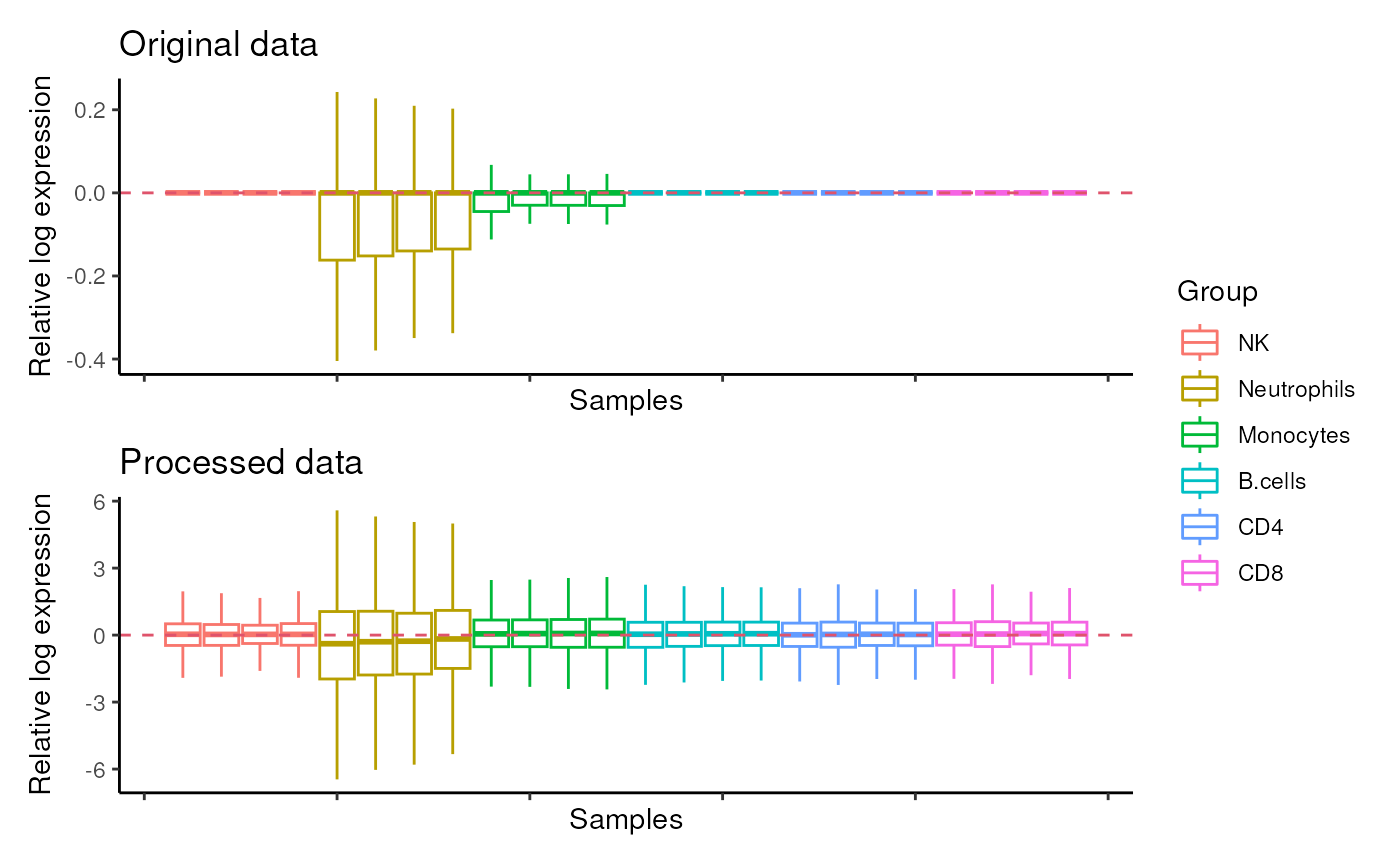 Original data
Relative log expression
0.2
0.0
-0.2
-0.4
Samples
Processed data
Relative log expression
6
3
0
-3
-6
Samples
Group
NK
Neutrophils
Monocytes
B.cells
CD4
CD8